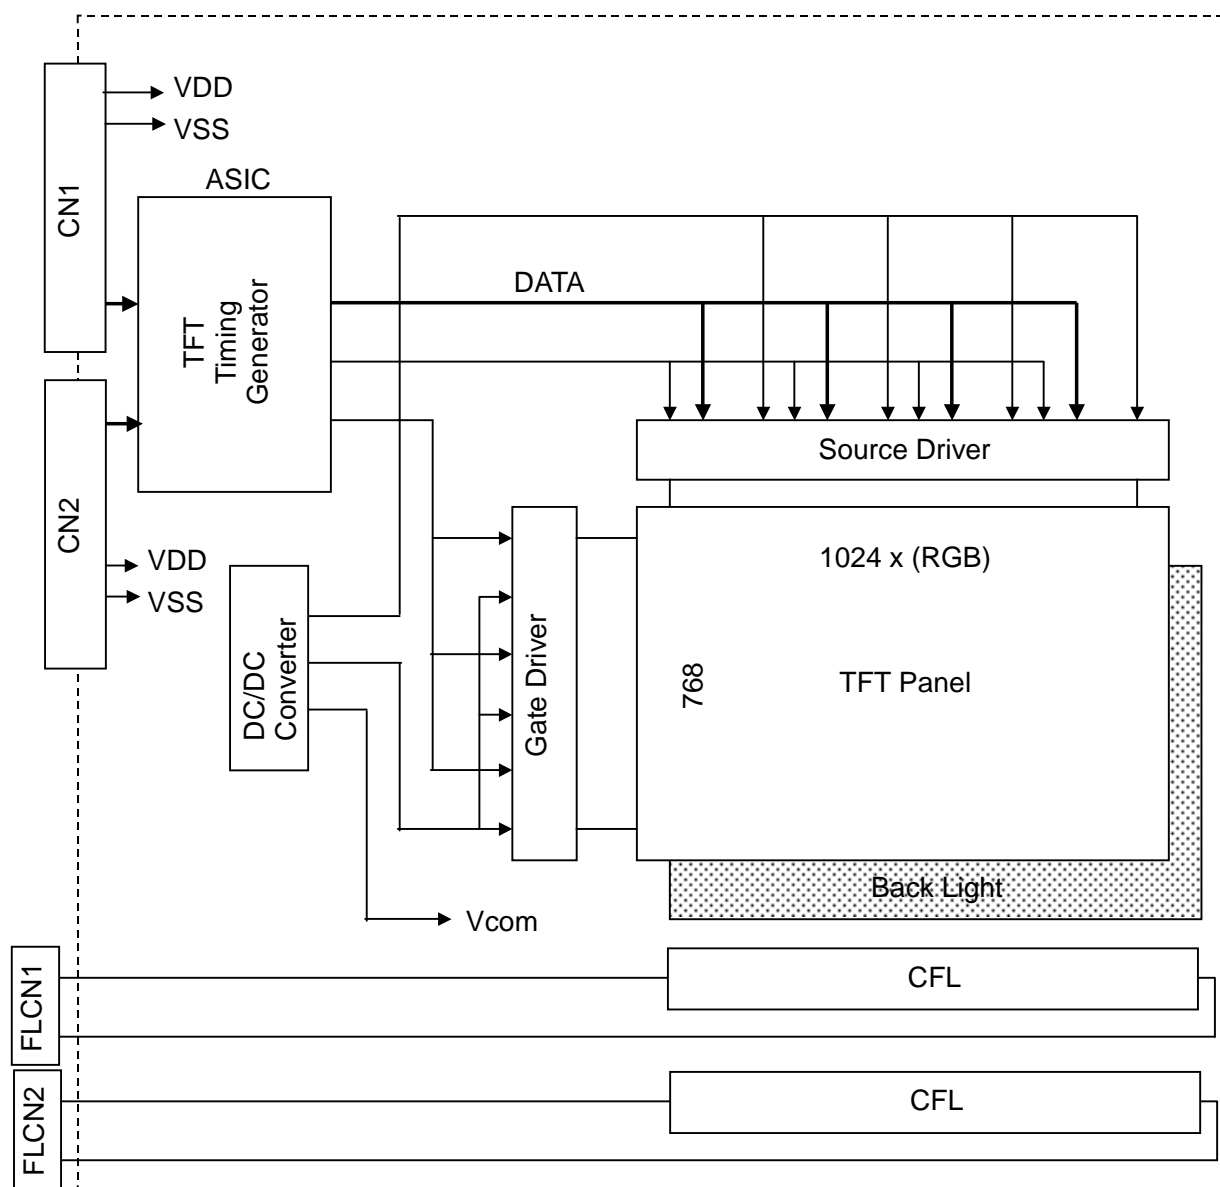 VDD
VSS
CN1
ASIC
TFT
Timing
Generator
DATA
CN2
VDD
VSS
Source Driver
DC/DC
Converter
Gate Driver
1024 x (RGB)
768
TFT Panel
Back Light
Vcom
FLCN1
CFL
FLCN2
CFL